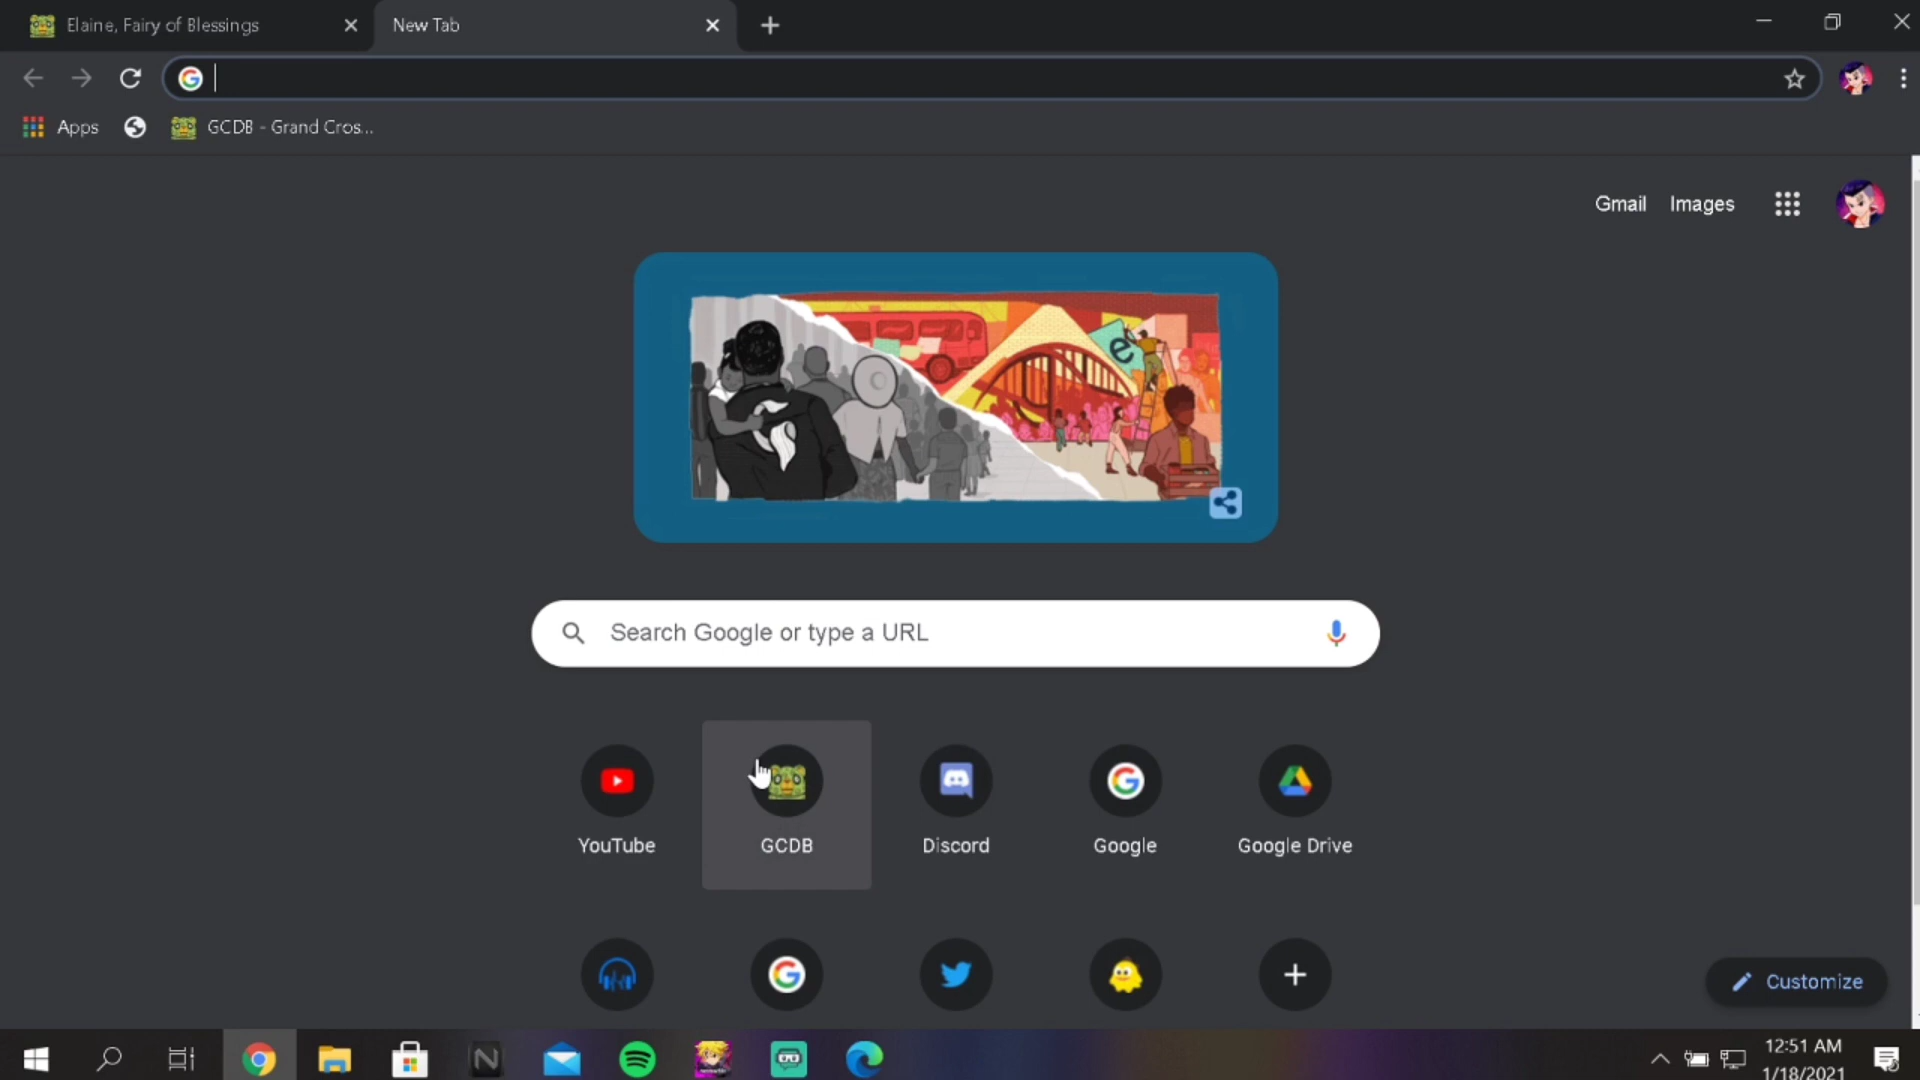 Elaine, Fairy of Blessings
New Tab
Apps
GCDB - Grand Cros...
Gmail Images
e
Search Google or type a URL
YouTube
GCDB
Discord
Google
Google Drive
Customize
12:51 AM
1/18/2021